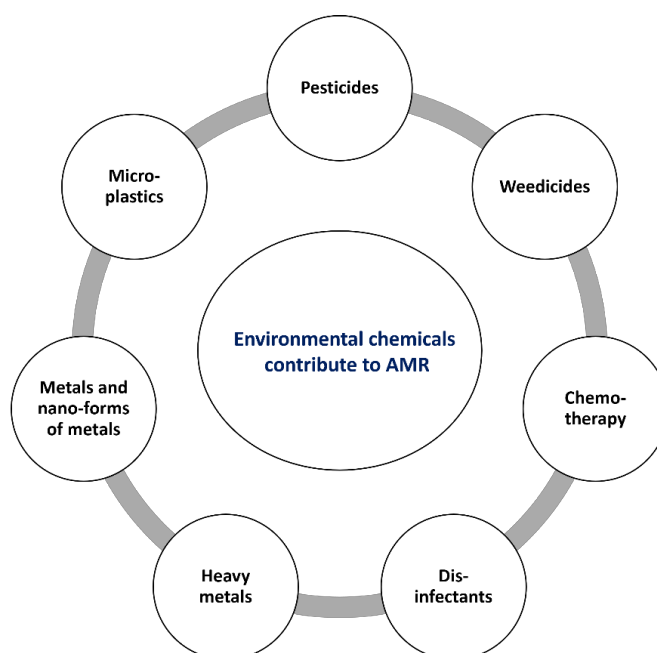 Pesticides
Weedicides
Chemo-
therapy
Dis-
infectants
Heavy
metals
Metals and
nano-forms
of metals
Micro-
plastics
Environmental chemicals
contribute to AMR